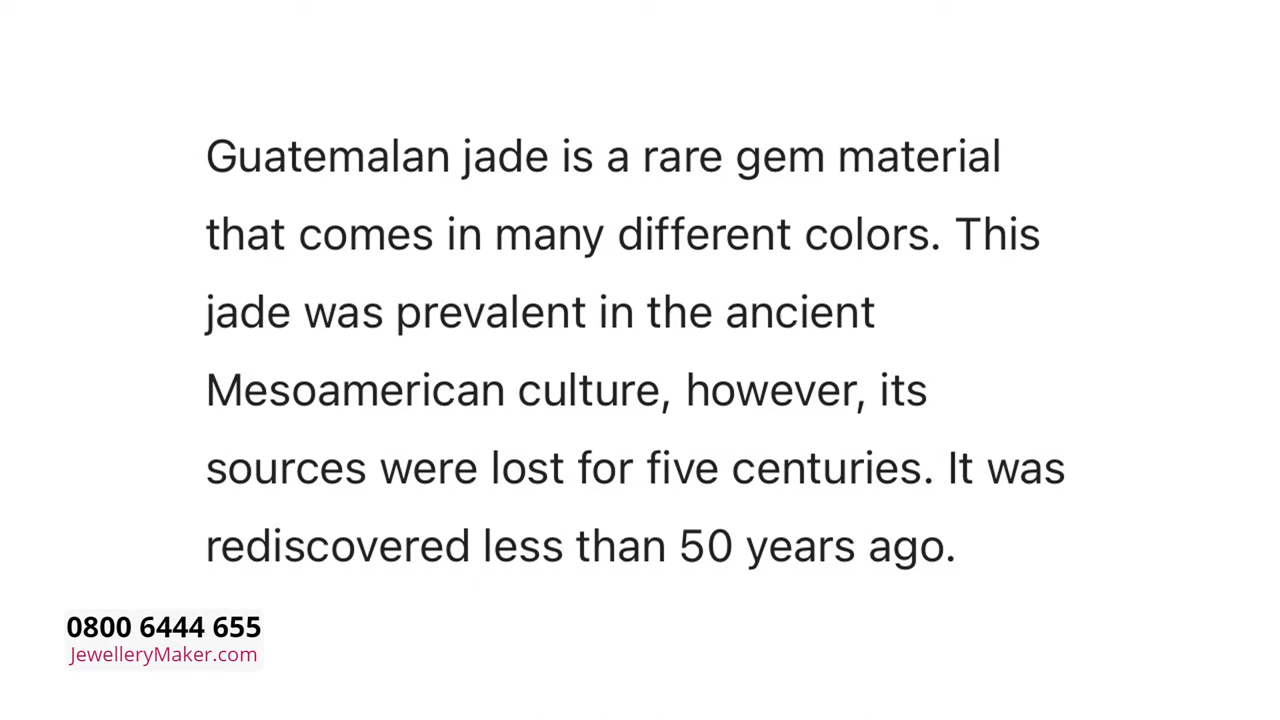 Guatemalan jade is a rare gem material
that comes in many different colors. This
jade was prevalent in the ancient
Mesoamerican culture, however, its
sources were lost for five centuries. It was
rediscovered less than 50 years ago.
0800 6444 655
JewelleryMaker.com